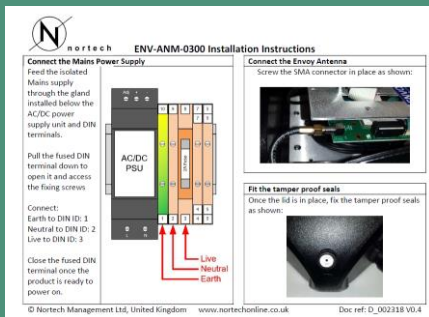 N
nortech
ENV-ANM-0300 Installation Instructions
Connect the Mains Power Supply
Feed the isolated
Mains supply
through the gland
installed below the
AC/DC power
supply unit and DIN
terminals.
Pull the fused DIN
terminal down to
open it and access
the fixing screws
Connect:
Earth to DIN ID: 1
Neutral to DIN ID: 2
Live to DIN ID: 3
Close the fused DIN
terminal once the
product is ready to
power on.
AC/DC
PSU
1
2
3
Live
Neutral
Earth
Connect the Envoy Antenna
Screw the SMA connector in place as shown:
Fit the tamper proof seals
Once the lid is in place, fix the tamper proof seals
as shown:
© Nortech Management Ltd, United Kingdom www.nortechonline.co.uk Doc ref: D_002318 V0.4